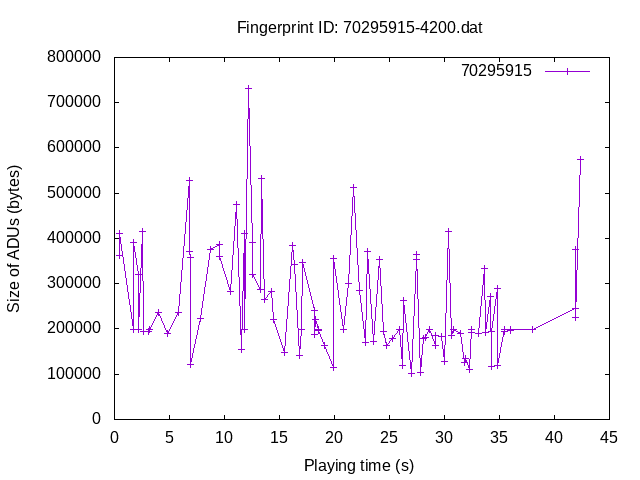 Fingerprint ID: 70295915-4200.dat
800000
70295915
700000
600000
500000
400000
300000
200000
100000
0
Size of ADUs (bytes)
0 5 10 15 20 25 30 35 40 45
Playing time (s)